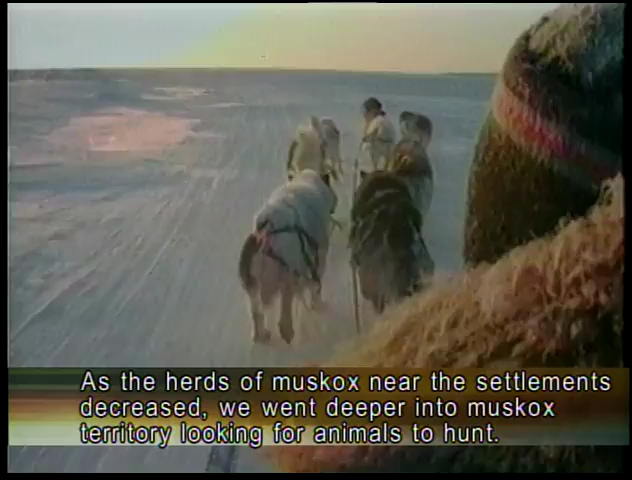 As the herds of muskox near the settlements
decreased, we went deeper into muskox
territory looking for animals to hunt.